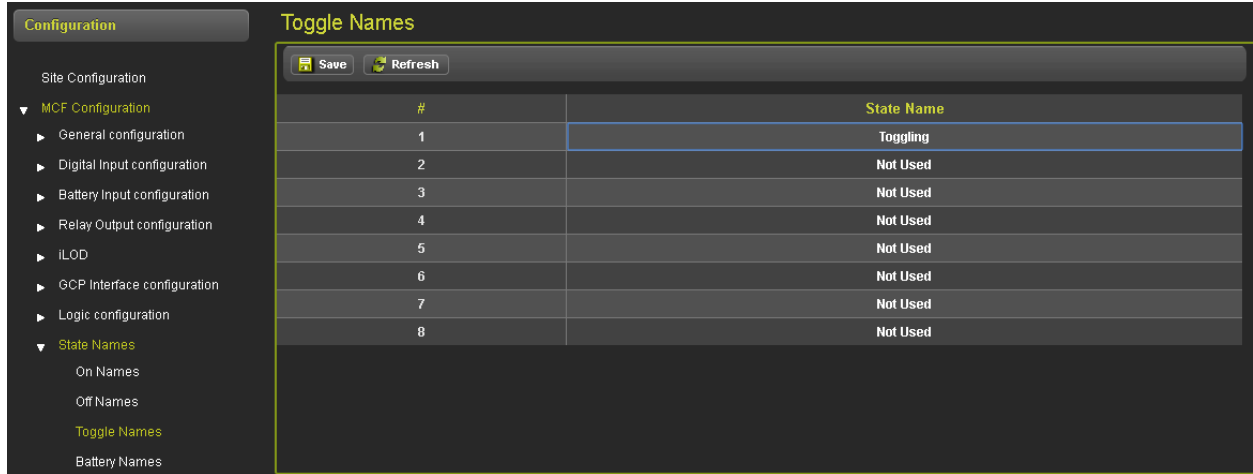 Configuration
Site Configuration
MCF Configuration
General configuration
Digital Input configuration
Battery Input configuration
Relay Output configuration
iLOD
GCP Interface configuration
Logic configuration
State Names
On Names
Off Names
Toggle Names
Battery Names
Toggle Names
Save Refresh
# State Name
1 Toggling
2 Not Used
3 Not Used
4 Not Used
5 Not Used
6 Not Used
7 Not Used
8 Not Used